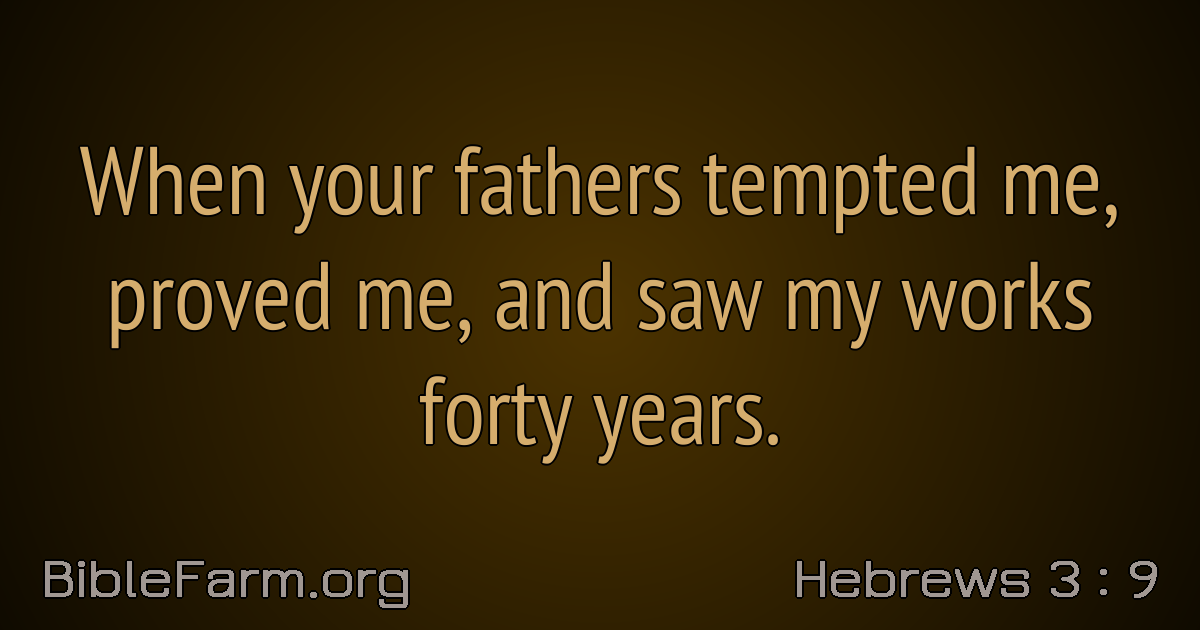 When your fathers tempted me,
proved me, and saw my works
forty years.
BibleFarm.org
Hebrews 3 : 9